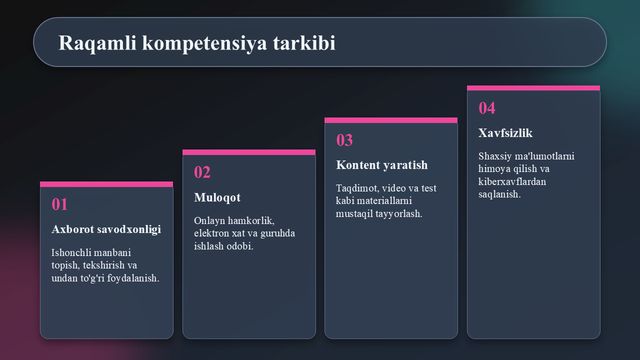 Raqamli kompetensiya tarkibi
01
Axborot savodxonligi
Ishonchli manbani
topish, tekshirish va
undan to'g'ri foydalanish.
02
Muloqot
Onlayn hamkorlik,
elektron xat va guruhda
ishlash odobi.
03
Kontent yaratish
Taqdimot, video va test
kabi materiallarni
mustaqil tayyorlash.
04
Xavfsizlik
Shaxsiy ma'lumotlarni
himoya qilish va
kiberxavflardan
saqlanish.